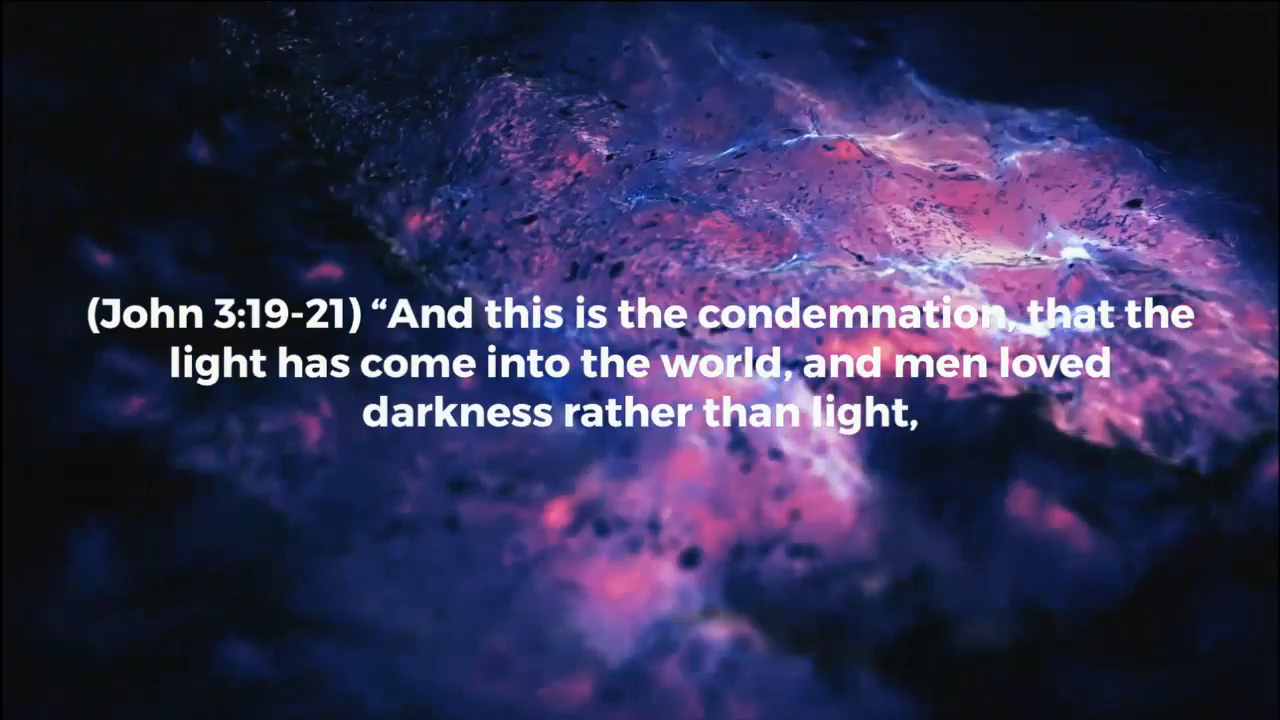 (John 3:19-21) “And this is the condemnation, that the
light has come into the world, and men loved
darkness rather than light,